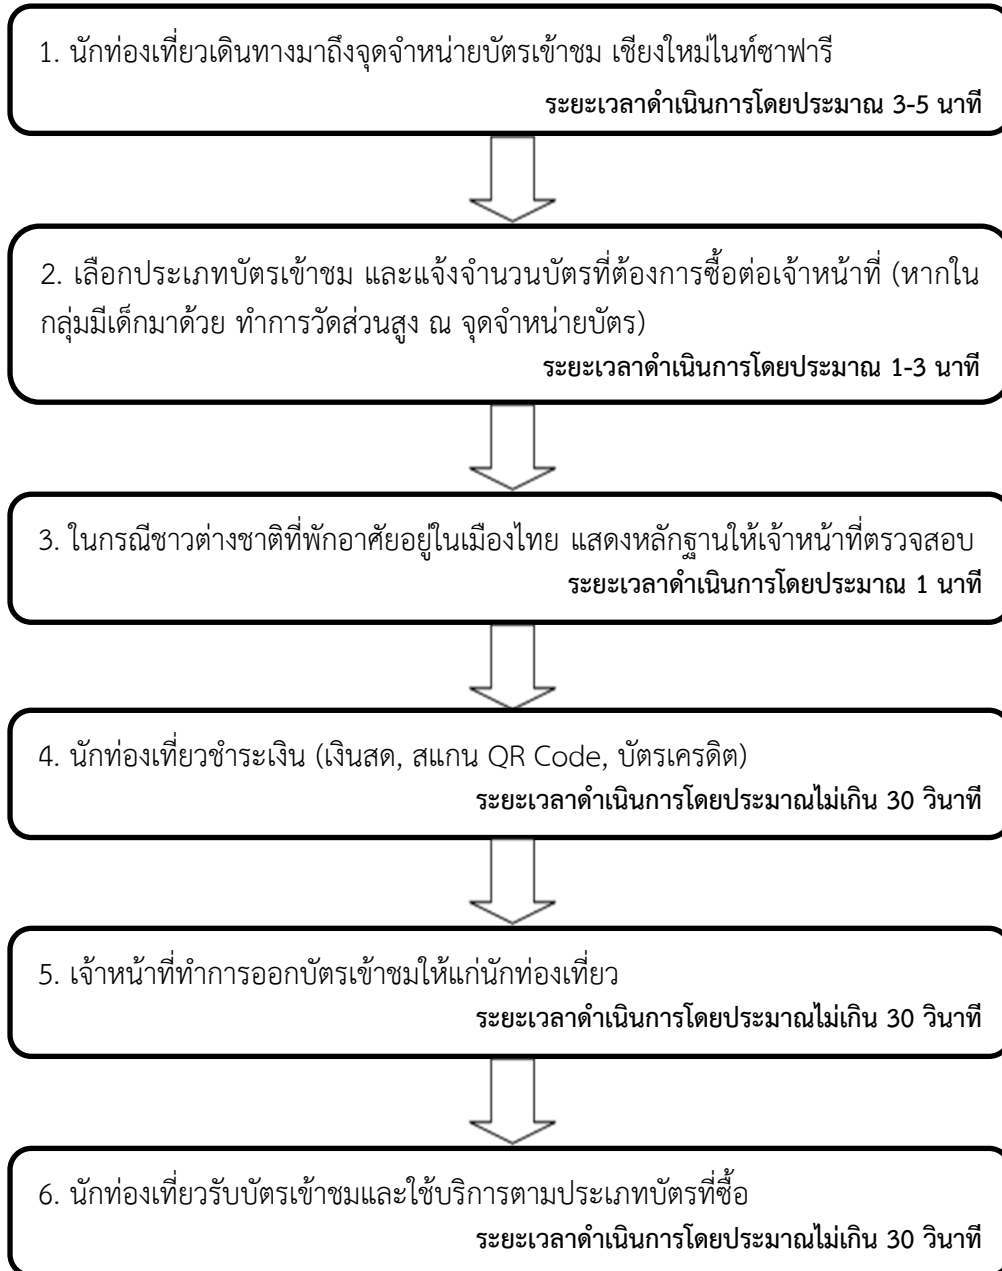 1. นักท่องเที่ยวเดินทางมาถึงจุดจำหน่ายบัตรเข้าชม เชียงใหม่ไนท์ซาฟารี
ระยะเวลาดำเนินการโดยประมาณ 3-5 นาที
2. เลือกประเภทบัตรเข้าชม และแจ้งจำนวนบัตรที่ต้องการซื้อต่อเจ้าหน้าที่ (หากใน
กลุ่มมีเด็กมาด้วย ทำการวัดส่วนสูง ณ จุดจำหน่ายบัตร)
ระยะเวลาดำเนินการโดยประมาณ 1-3 นาที
3. ในกรณีชาวต่างชาติที่พักอาศัยอยู่ในเมืองไทย แสดงหลักฐานให้เจ้าหน้าที่ตรวจสอบ
ระยะเวลาดำเนินการโดยประมาณ 1 นาที
4. นักท่องเที่ยวชำระเงิน (เงินสด, สแกน QR Code, บัตรเครดิต)
ระยะเวลาดำเนินการโดยประมาณไม่เกิน 30 วินาที
5. เจ้าหน้าที่ทำการออกบัตรเข้าชมให้แก่นักท่องเที่ยว
ระยะเวลาดำเนินการโดยประมาณไม่เกิน 30 วินาที
6. นักท่องเที่ยวรับบัตรเข้าชมและใช้บริการตามประเภทบัตรที่ซื้อ
ระยะเวลาดำเนินการโดยประมาณไม่เกิน 30 วินาที